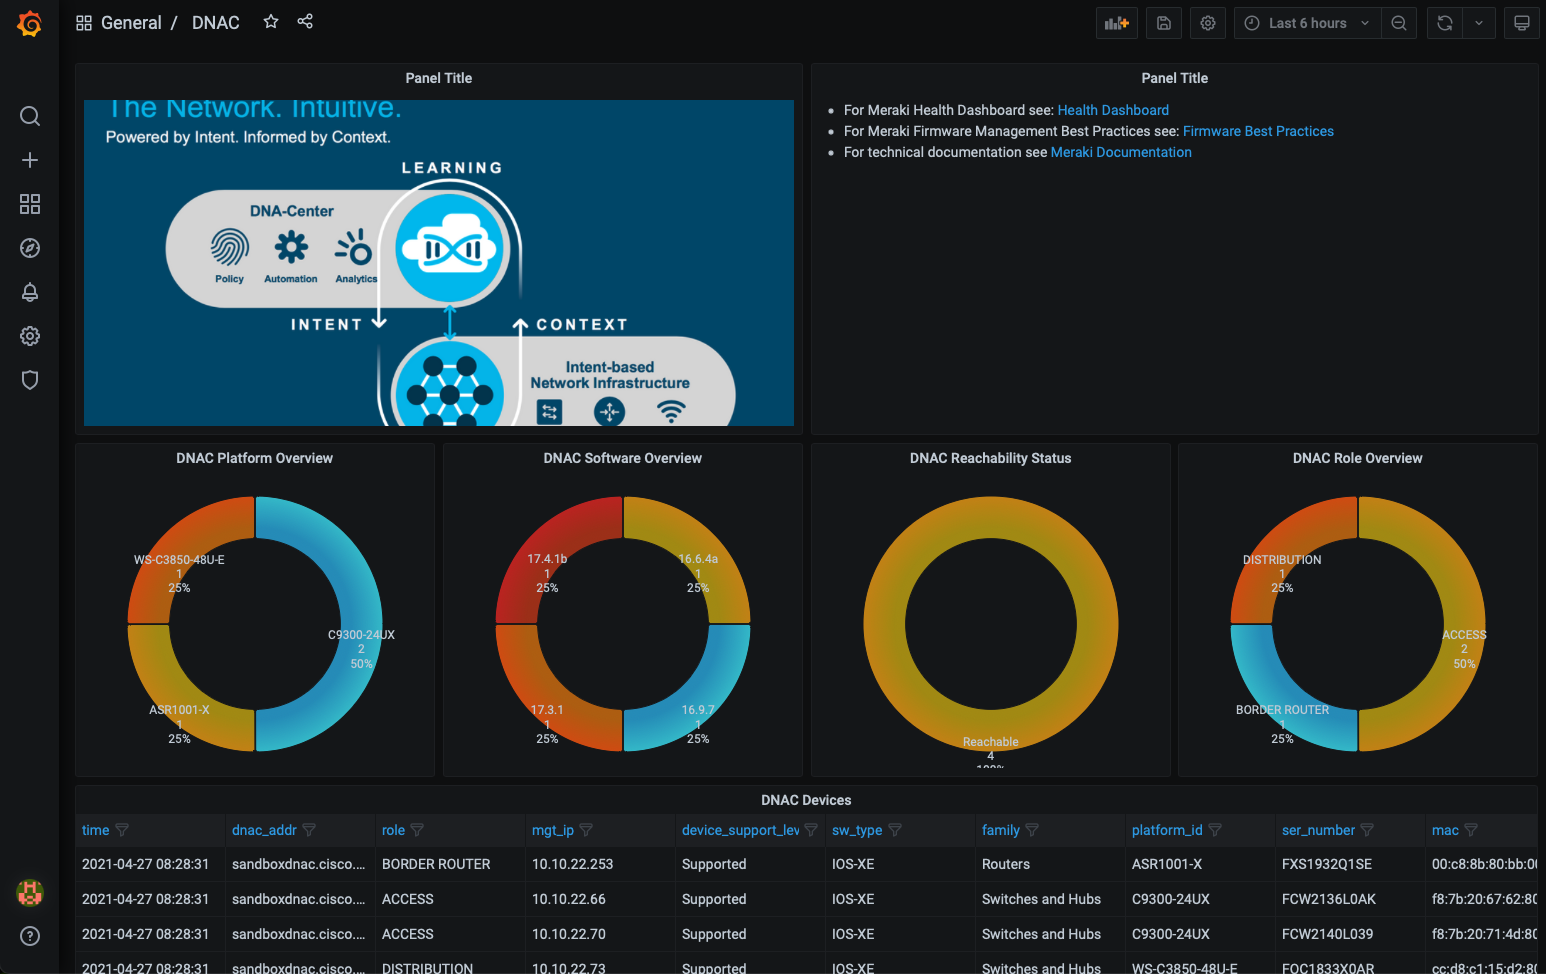 General / DNAC
Last 6 hours
Panel Title
The Network. Intuitive.
Powered by Intent. Informed by Context.
LEARNING
DNA-Center
Policy Automation Analytics
INTENT
CONTEXT
Intent-based
Network Infrastructure
Panel Title
For Meraki Health Dashboard see: Health Dashboard
For Meraki Firmware Management Best Practices see: Firmware Best Practices
For technical documentation see Meraki Documentation
DNAC Platform Overview
WS-C3850-48U-E
1
25%
C9300-24UX
2
50%
ASR1001-X
1
25%
DNAC Software Overview
17.4.1b
1
25%
16.6.4a
1
25%
17.3.1
1
25%
16.9.7
1
25%
DNAC Reachability Status
Reachable
4
100%
DNAC Role Overview
DISTRIBUTION
1
25%
ACCESS
2
50%
BORDER ROUTER
1
25%
DNAC Devices
time dnac_addr role mgt_ip device_support_lev sw_type family platform_id ser_number mac
2021-04-27 08:28:31 sandboxdnac.cisco.... BORDER ROUTER 10.10.22.253 Supported IOS-XE Routers ASR1001-X FXS1932Q1SE 00:c8:8b:80:bb:00
2021-04-27 08:28:31 sandboxdnac.cisco.... ACCESS 10.10.22.66 Supported IOS-XE Switches and Hubs C9300-24UX FCW2136L0AK f8:7b:20:67:62:80
2021-04-27 08:28:31 sandboxdnac.cisco.... ACCESS 10.10.22.70 Supported IOS-XE Switches and Hubs C9300-24UX FCW2140L039 f8:7b:20:71:4d:80
2021-04-27 08:28:31 sandboxdnac.cisco.... DISTRIBUTION 10.10.22.73 Supported IOS-XE Switches and Hubs WS-C3850-48U-E FOC1833X0AR cc:d8:c1:15:d2:80